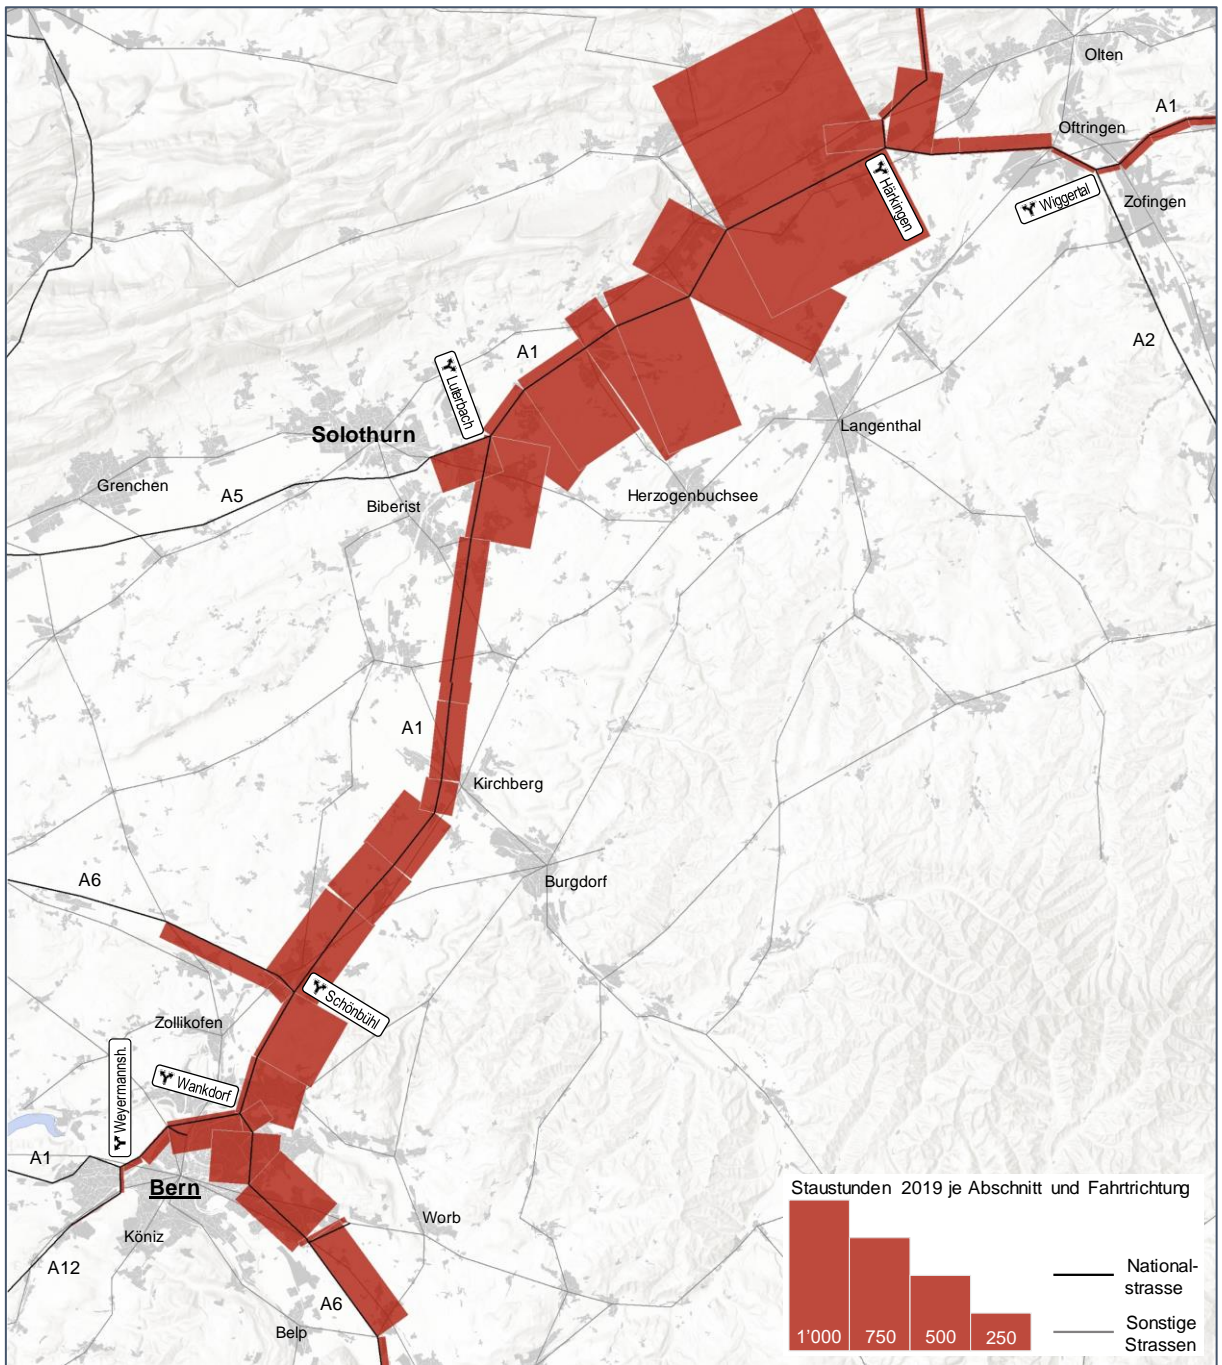 Olten
A1
Oftringen
Härkingen
Wiggertal
Zofingen
A2
A1
Luterbach
Solothurn
Langenthal
Grenchen
A5
Herzogenbuchsee
Biberist
A1
Kirchberg
A6
Burgdorf
Schönbühl
Zollikofen
Weyermannsh.
Wankdorf
A1
Bern
Worb
Köniz
A12
A6
Belp
Staustunden 2019 je Abschnitt und Fahrtrichtung
1'000 750 500 250
National-
strasse
Sonstige
Strassen